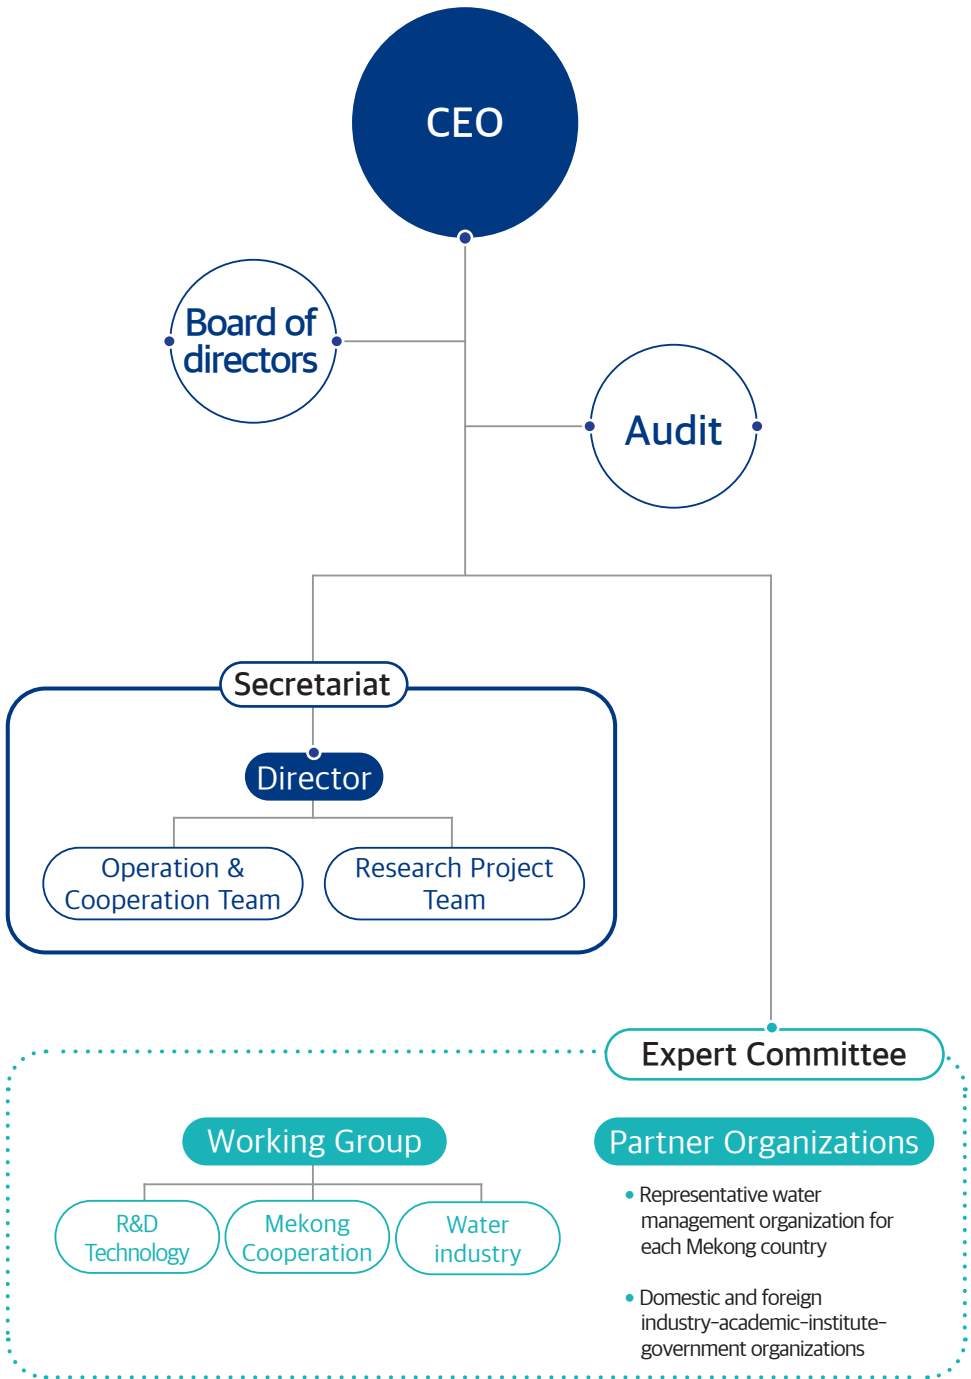 CEO
Board of
directors
Audit
Secretariat
Director
Operation &
Cooperation Team
Research Project
Team
Expert Committee
Working Group
R&D
Technology
Mekong
Cooperation
Water
industry
Partner Organizations
• Representative water
management organization for
each Mekong country
• Domestic and foreign
industry-academic-institute-
government organizations